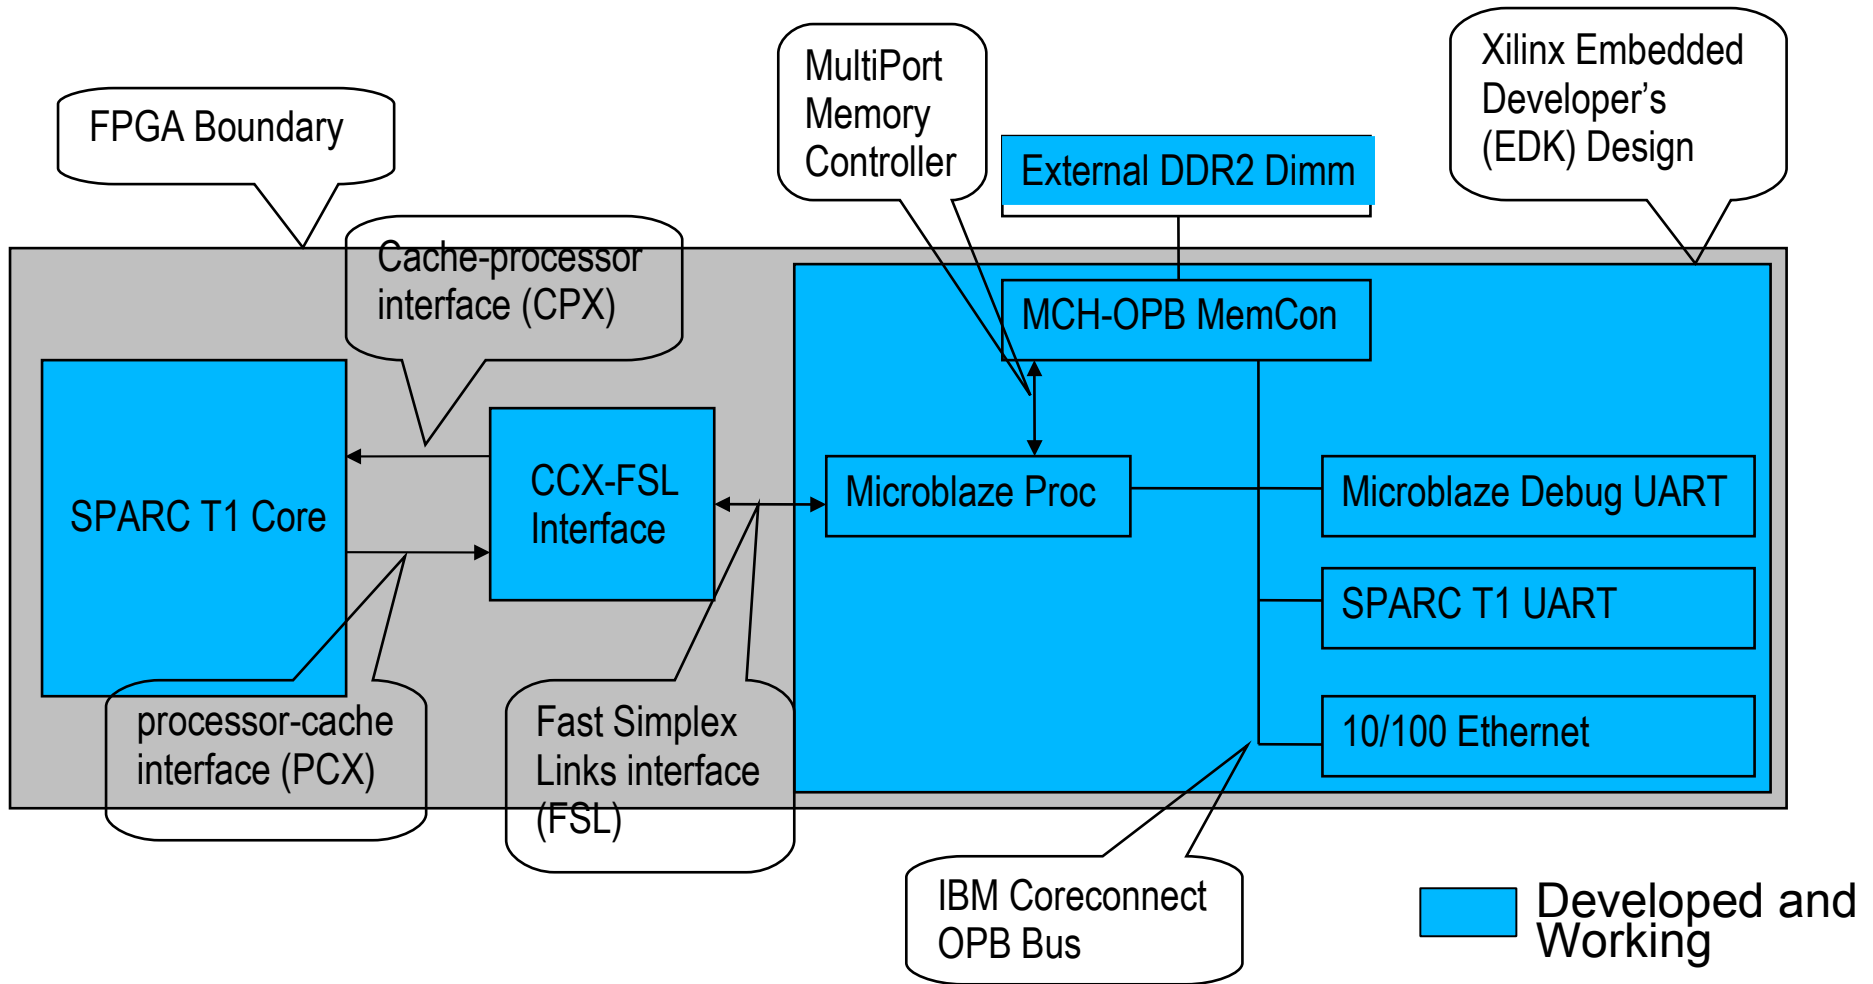 FPGA Boundary
MultiPort
Memory
Controller
Xilinx Embedded
Developer’s
(EDK) Design
External DDR2 Dimm
Cache-processor
interface (CPX)
MCH-OPB MemCon
SPARC T1 Core
CCX-FSL
Interface
Microblaze Proc
Microblaze Debug UART
SPARC T1 UART
10/100 Ethernet
processor-cache
interface (PCX)
Fast Simplex
Links interface
(FSL)
IBM Coreconnect
OPB Bus
Developed and
Working